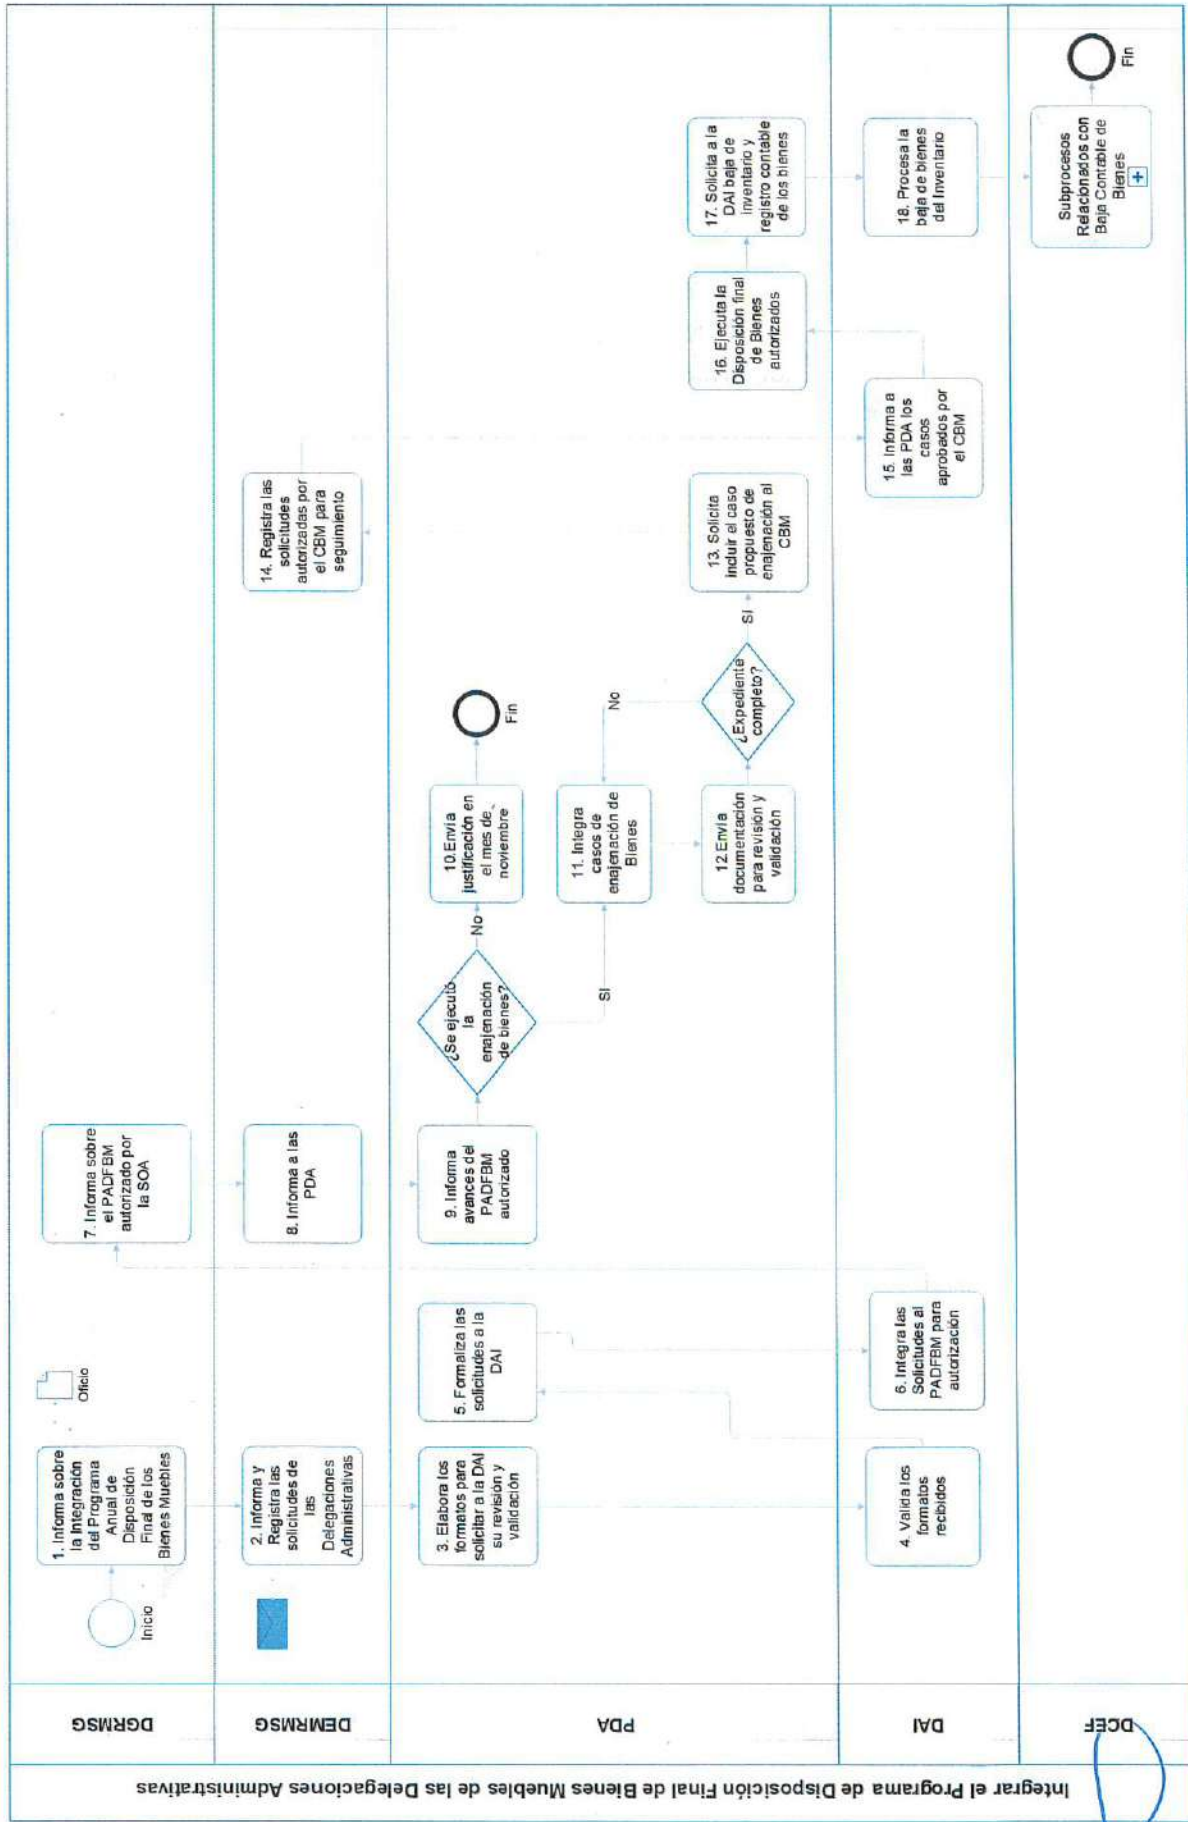 Integrar el Programa de Disposición Final de Bienes Muebles de las Delegaciones Administrativas
DGRMSG
Inicio
1. Informa sobre
la Integración
del Programa
Anual de
Disposición
Final de los
Bienes Muebles
Oficio
7. Informa sobre
el PADFBM
autorizado por
la SOA
DEMRMSG
2. Informa y
Registra las
solicitudes de
las
Delegaciones
Administrativas
8. Informa a las
PDA
14. Registra las
solicitudes
autorizadas por
el CBM para
seguimiento
PDA
3. Elabora los
formatos para
solicitar a la DAI
su revisión y
validación
5. Formaliza las
solicitudes a la
DAI
9. Informa
avances del
PADFBM
autorizado
¿Se ejecutó
la
enajenación
de bienes?
No
SI
10.Envía
justificación en
el mes de
noviembre
Fin
11. Integra
casos de
enajenación de
Bienes
12.Envía
documentación
para revisión y
validación
¿Expediente
completo?
No
SI
13. Solicita
incluir el caso
propuesto de
enajenación al
CBM
16. Ejecuta la
Disposición final
de Bienes
autorizados
17. Solicita a la
DAI baja de
inventario y
registro contable
de los bienes
DAI
4. Valida los
formatos
recibidos
6. Integra las
Solicitudes al
PADFBM para
autorización
15. Informa a
las PDA los
casos
aprobados por
el CBM
18. Procesa la
baja de bienes
del Inventario
DCEF
Subprocesos
Relacionados con
Baja Contable de
Bienes
Fin